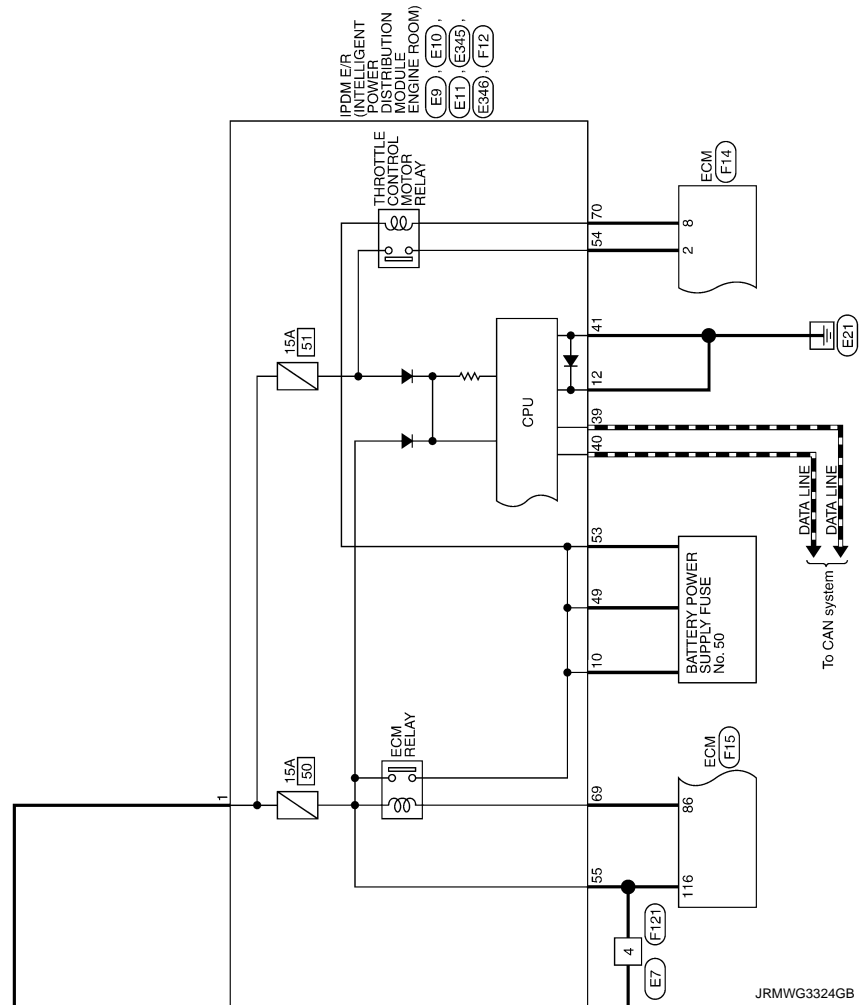 IPDM E/R
(INTELLIGENT
POWER
DISTRIBUTION
MODULE
ENGINE ROOM)
E9 , E10 ,
E11 , E345 ,
E346 , F12
THROTTLE
CONTROL
MOTOR
RELAY
ECM
F14
70
54
8
2
15A
51
41
12
39
40
CPU
E21
DATA LINE
DATA LINE
To CAN system
53
49
10
BATTERY POWER
SUPPLY FUSE
No. 50
ECM
RELAY
15A
50
1
69
55
ECM
F15
86
116
4
F121
E7
JRMWG3324GB